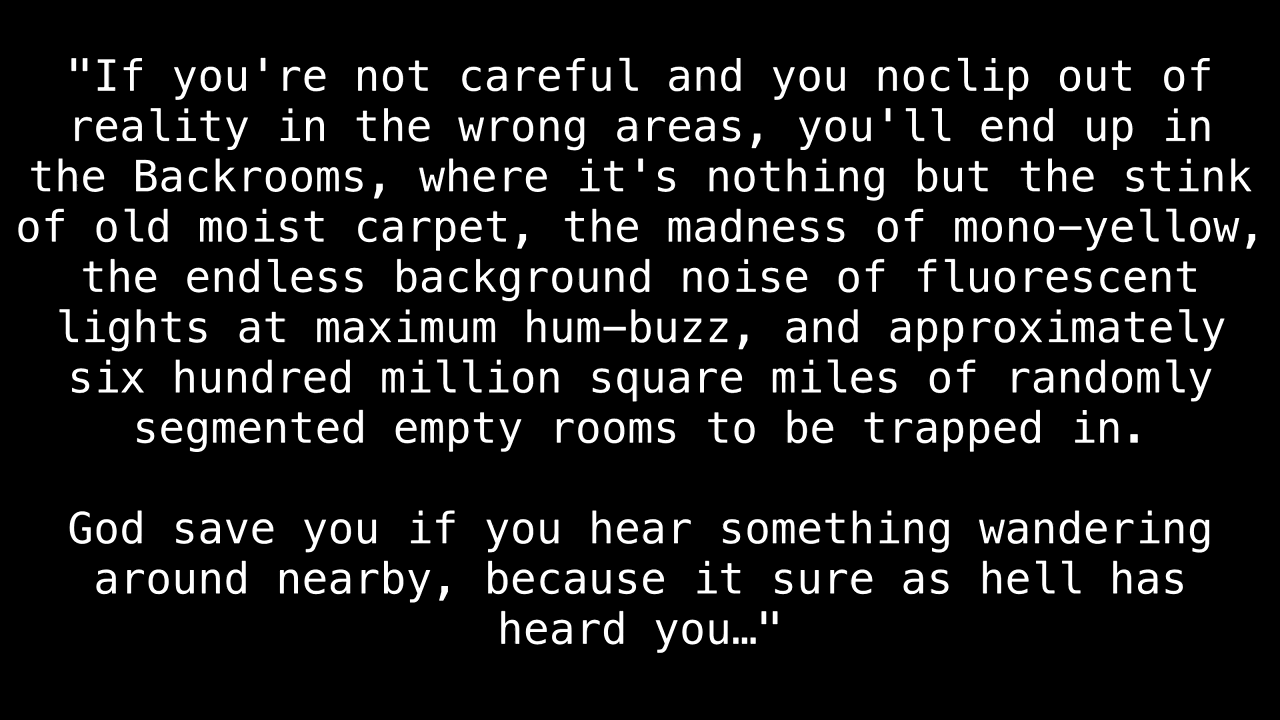 "If you're not careful and you noclip out of
reality in the wrong areas, you'll end up in
the Backrooms, where it's nothing but the stink
of old moist carpet, the madness of mono–yellow,
the endless background noise of fluorescent
lights at maximum hum–buzz, and approximately
six hundred million square miles of randomly
segmented empty rooms to be trapped in.
God save you if you hear something wandering
around nearby, because it sure as hell has
heard you…"